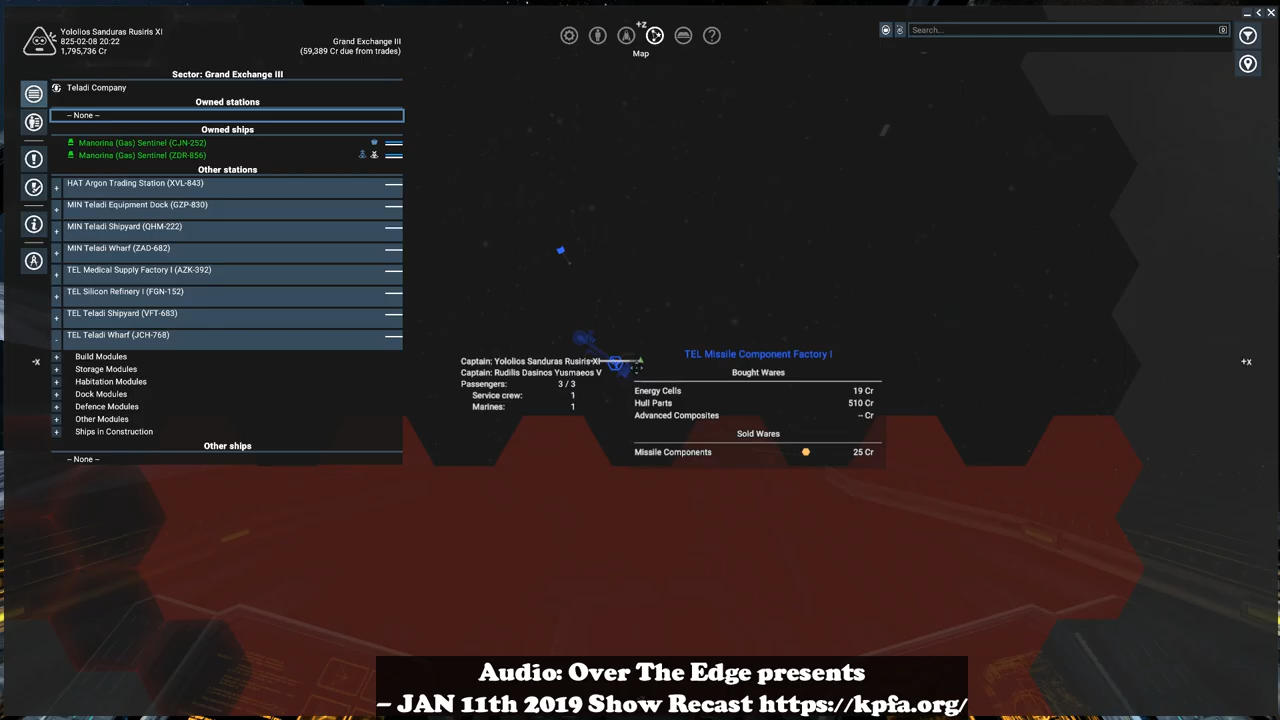 Yololios Sanduras Rusiris XI
825-02-08 20:22
1,795,736 Cr
Grand Exchange III
(59,389 Cr due from trades)
+Z
Map
Search...
Sector: Grand Exchange III
Teladi Company
Owned stations
-- None --
Owned ships
Manorina (Gas) Sentinel (CJN-252)
Manorina (Gas) Sentinel (ZDR-856)
Other stations
HAT Argon Trading Station (XVL-843)
MIN Teladi Equipment Dock (GZP-830)
MIN Teladi Shipyard (QHM-222)
MIN Teladi Wharf (ZAD-682)
TEL Medical Supply Factory I (AZK-392)
TEL Silicon Refinery I (FGN-152)
TEL Teladi Shipyard (VFT-683)
TEL Teladi Wharf (JCH-768)
Build Modules
Storage Modules
Habitation Modules
Dock Modules
Defence Modules
Other Modules
Ships in Construction
Other ships
-- None --
-X
+X
Captain: Yololios Sanduras Rusiris XI
Captain: Rudilis Dasinos Yusmaeos V
Passengers: 3 / 3
Service crew: 1
Marines: 1
TEL Missile Component Factory I
Bought Wares
Energy Cells 19 Cr
Hull Parts 510 Cr
Advanced Composites -- Cr
Sold Wares
Missile Components 25 Cr
Audio: Over The Edge presents
– JAN 11th 2019 Show Recast https://kpfa.org/